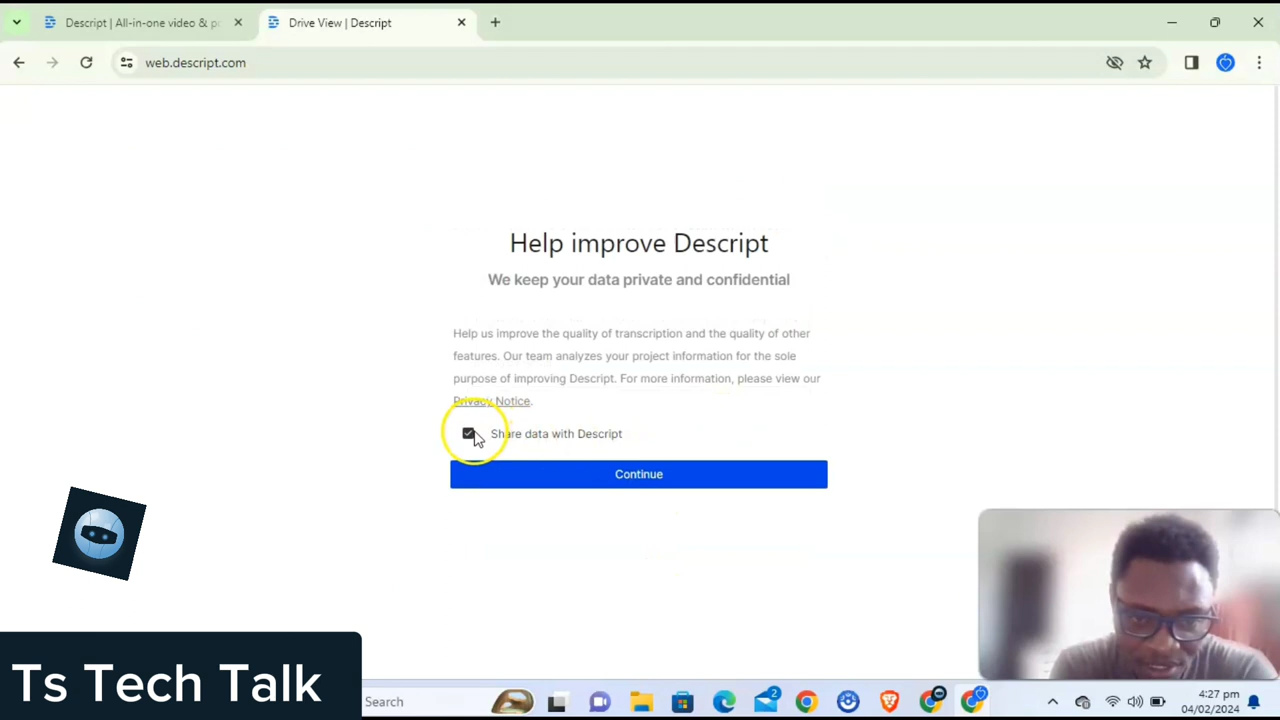 Descript | All-in-one video & po
Drive View | Descript
web.descript.com
Help improve Descript
We keep your data private and confidential
Help us improve the quality of transcription and the quality of other
features. Our team analyzes your project information for the sole
purpose of improving Descript. For more information, please view our
Privacy Notice.
Share data with Descript
Continue
Ts Tech Talk
Search
2
4:27 pm
04/02/2024